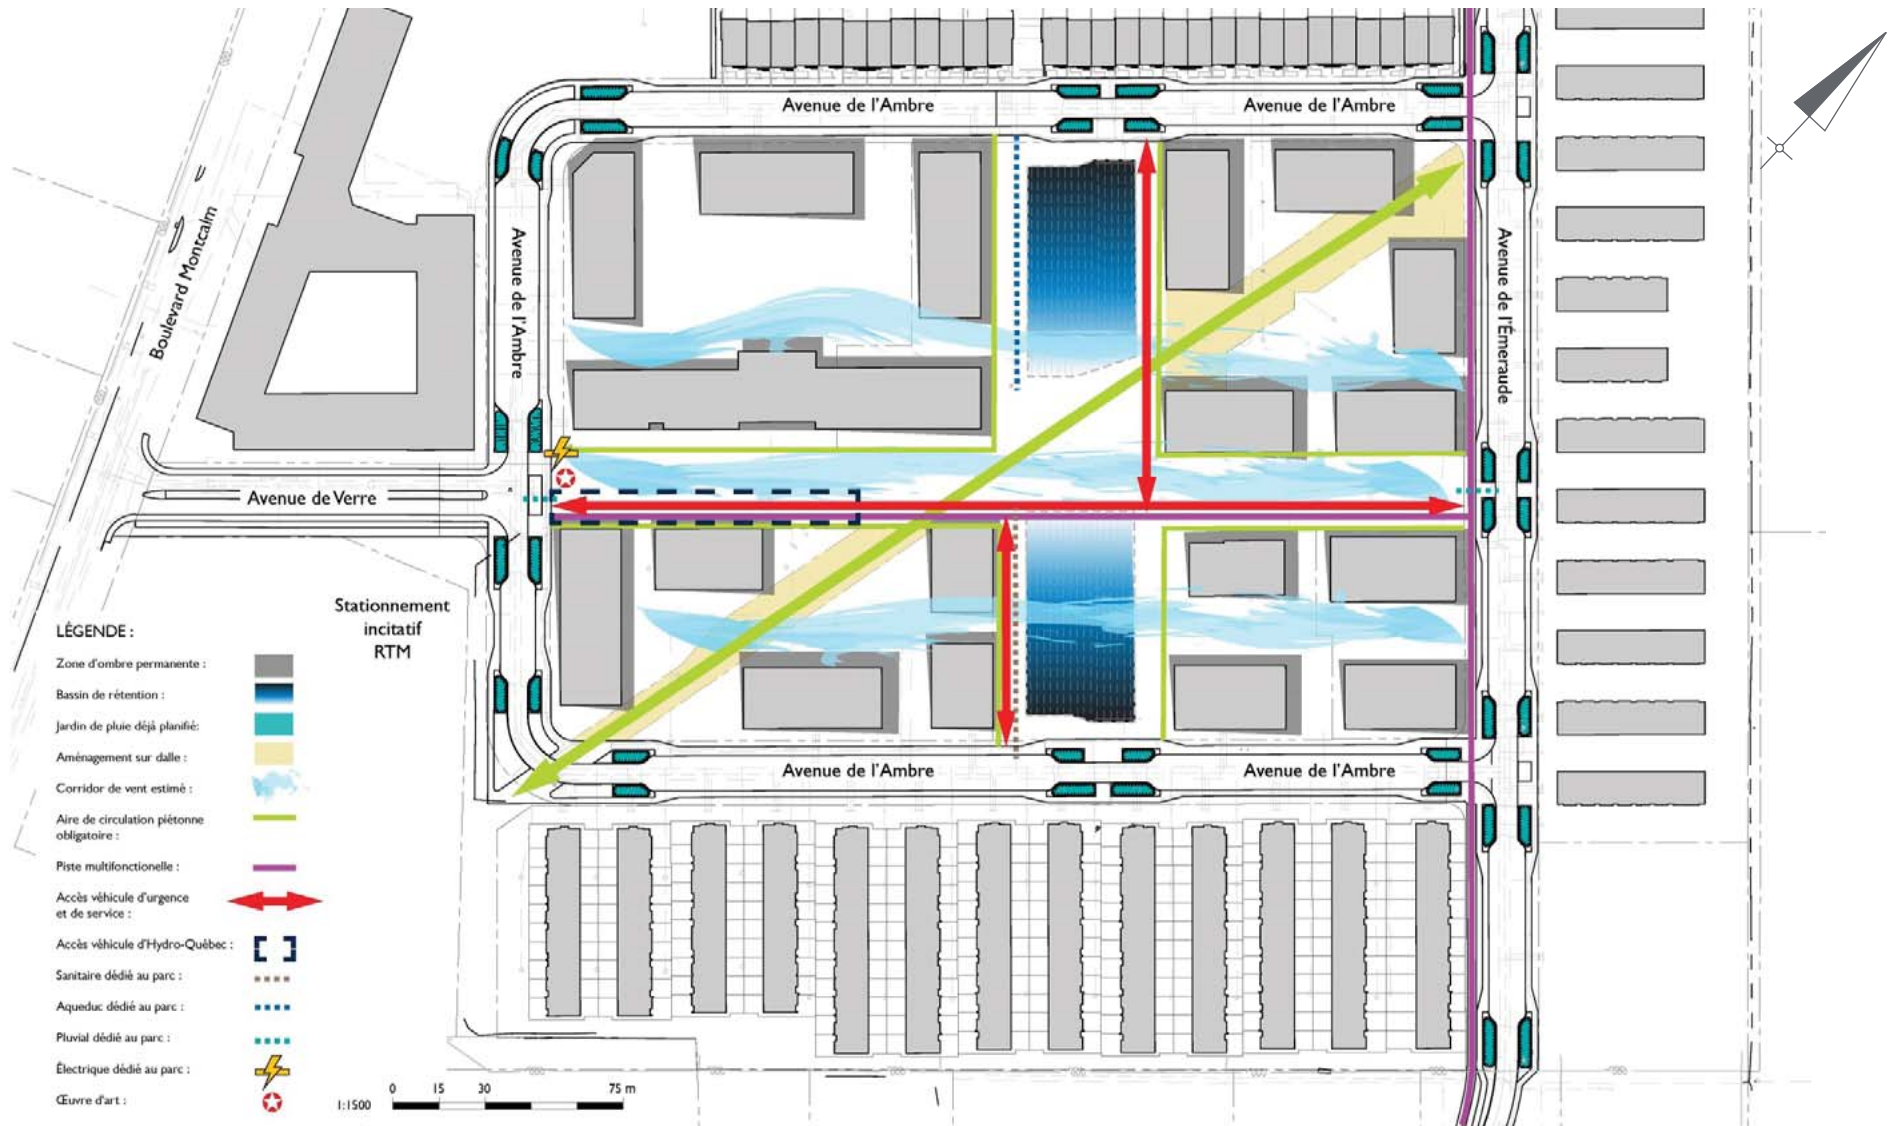 Avenue de l'Ambre
Avenue de l'Ambre
Boulevard Montcalm
Avenue de l'Ambre
Avenue de l'Émeraude
Avenue de Verre
Stationnement
incitatif
RTM
LÉGENDE :
Zone d'ombre permanente :
Bassin de rétention :
Jardin de pluie déjà planifié:
Aménagement sur dalle :
Corridor de vent estimé :
Aire de circulation piétonne
obligatoire :
Piste multifonctionelle :
Accès véhicule d'urgence
et de service :
Accès véhicule d'Hydro-Québec :
Sanitaire dédié au parc :
Aqueduc dédié au parc :
Pluvial dédié au parc :
Électrique dédié au parc :
Œuvre d'art :
Avenue de l'Ambre
Avenue de l'Ambre
0 15 30 75 m
1:1500